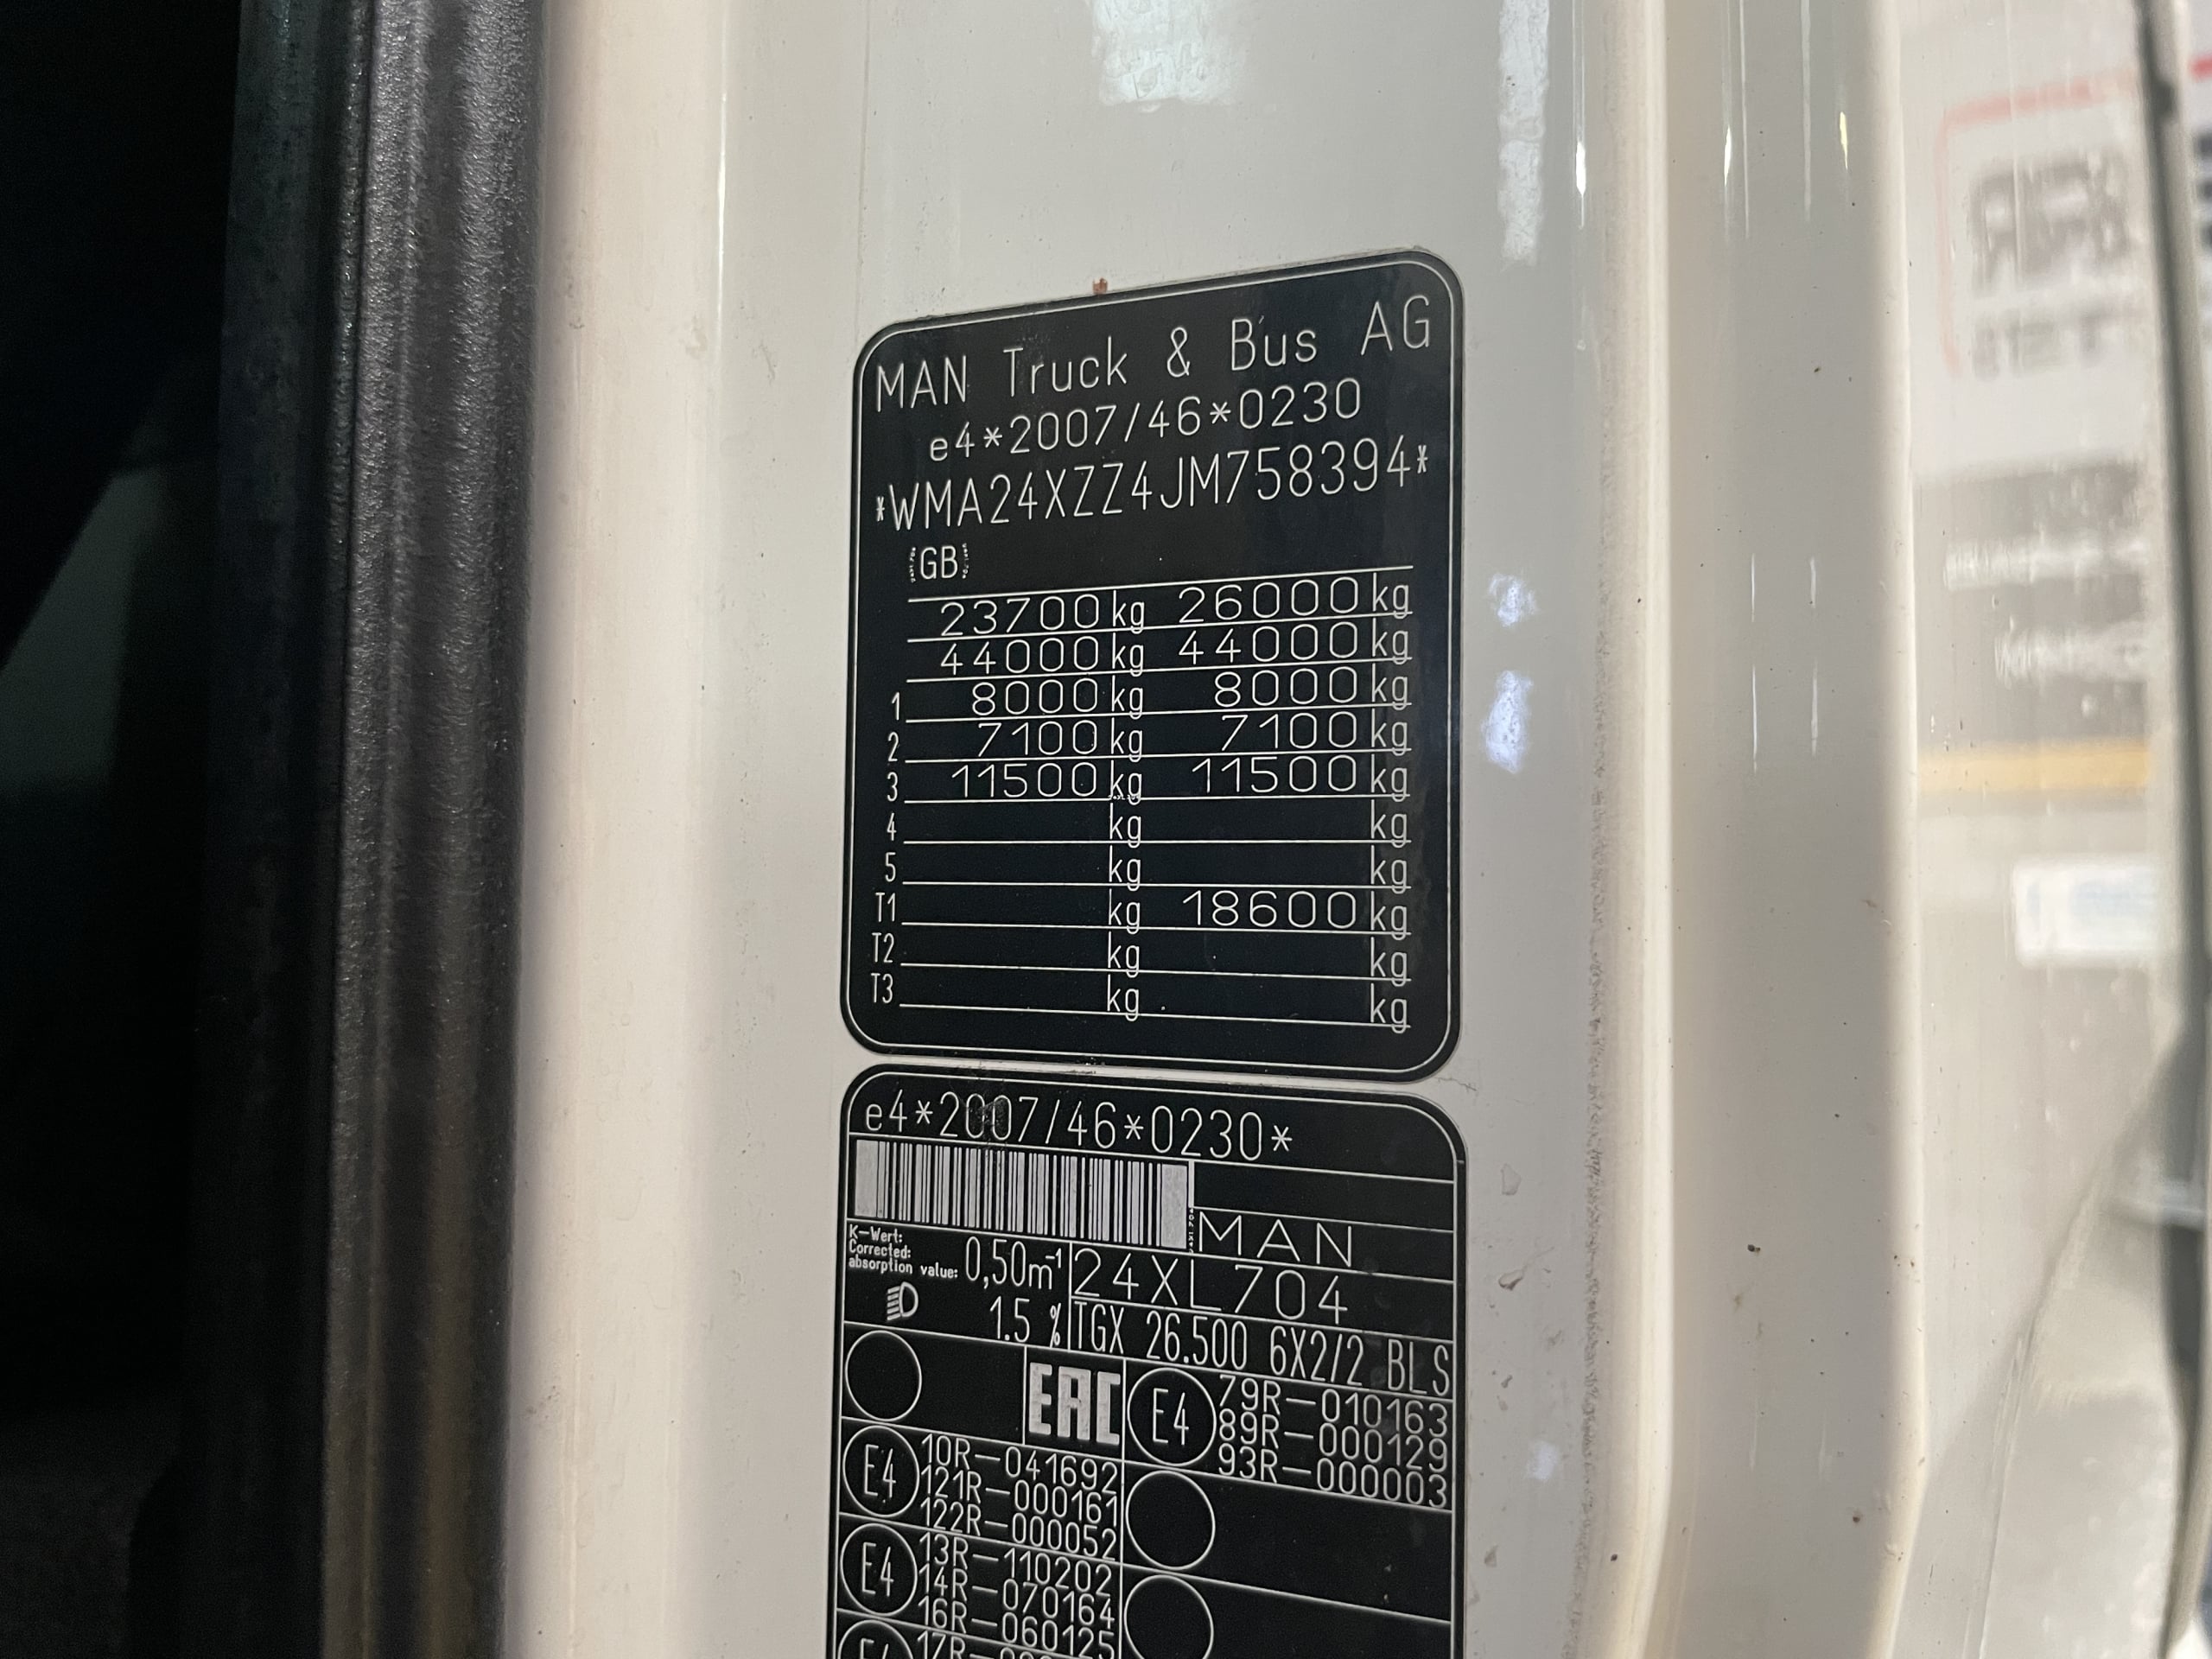 MAN Truck & Bus AG
e4*2007/46*0230
*WMA24XZZ4JM758394*
GB
23700 kg 26000 kg
44000 kg 44000 kg
1 8000 kg 8000 kg
2 7100 kg 7100 kg
3 11500 kg 11500 kg
4 kg kg
5 kg kg
T1 kg 18600 kg
T2 kg kg
T3 kg kg
e4*2007/46*0230*
MAN
K-Wert:
Corrected:
absorption value: 0,50m-1
24XL704
1.5 %
TGX 26.500 6X2/2 BLS
EAC
E4
79R-010163
89R-000129
93R-000003
E4
10R-041692
121R-000161
122R-000052
E4
13R-110202
14R-070164
16R-060125
E4
17R